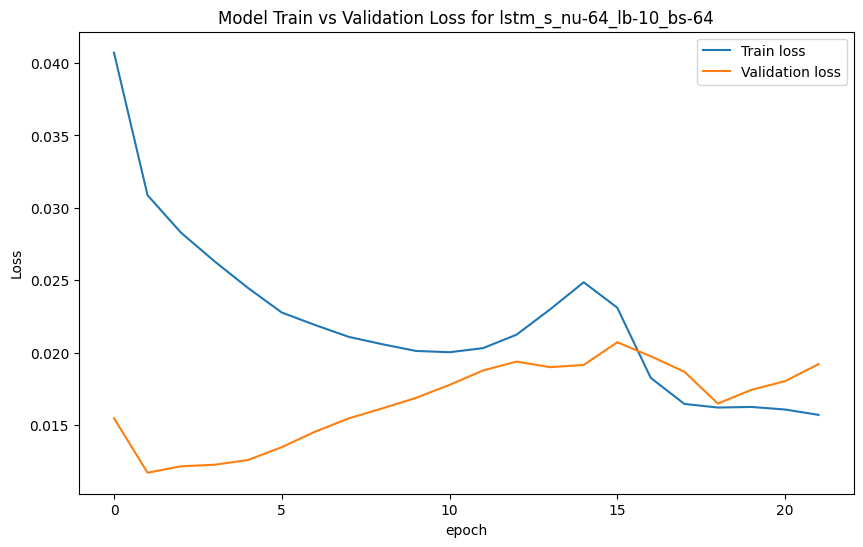 Model Train vs Validation Loss for lstm_s_nu-64_lb-10_bs-64
Train loss
Validation loss
0.040
0.035
0.030
0.025
0.020
0.015
Loss
0 5 10 15 20
epoch